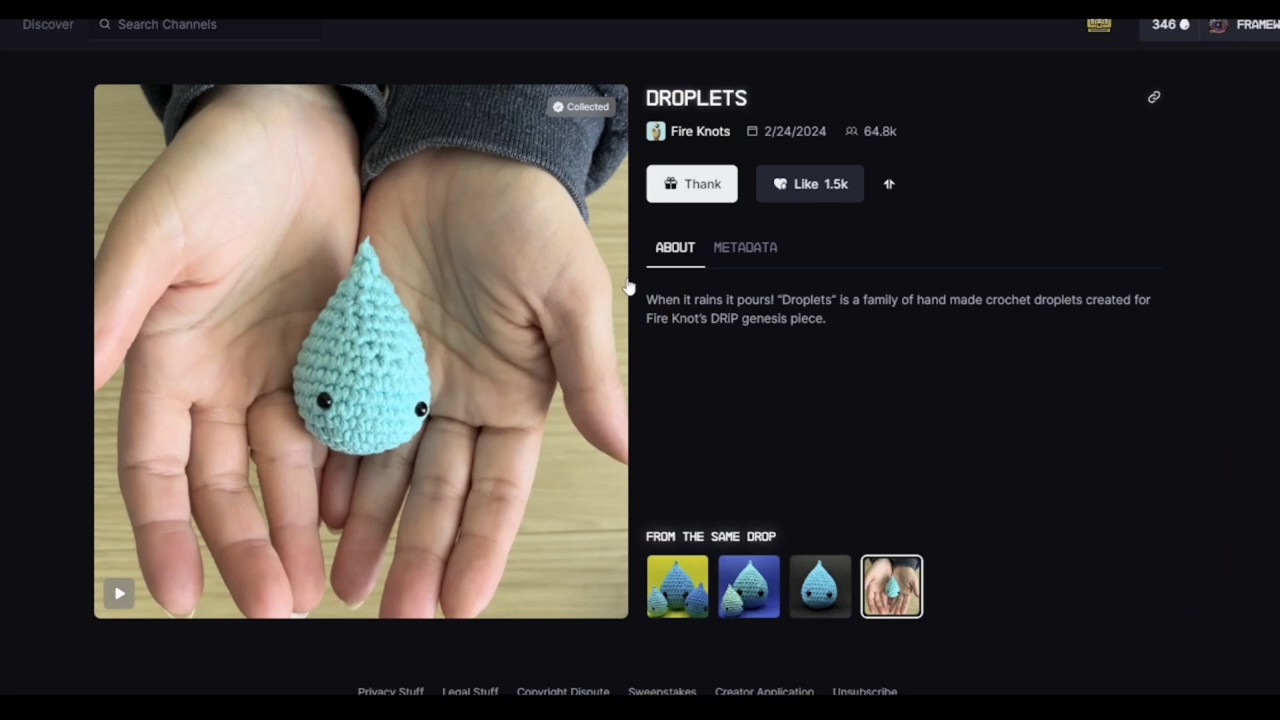 Discover
Search Channels
346
FRAMEW
Collected
DROPLETS
Fire Knots 2/24/2024 64.8k
Thank
Like 1.5k
ABOUT METADATA
When it rains it pours! "Droplets" is a family of hand made crochet droplets created for
Fire Knot's DRiP genesis piece.
FROM THE SAME DROP
Privacy Stuff Legal Stuff Copyright Dispute Sweepstakes Creator Application Unsubscribe